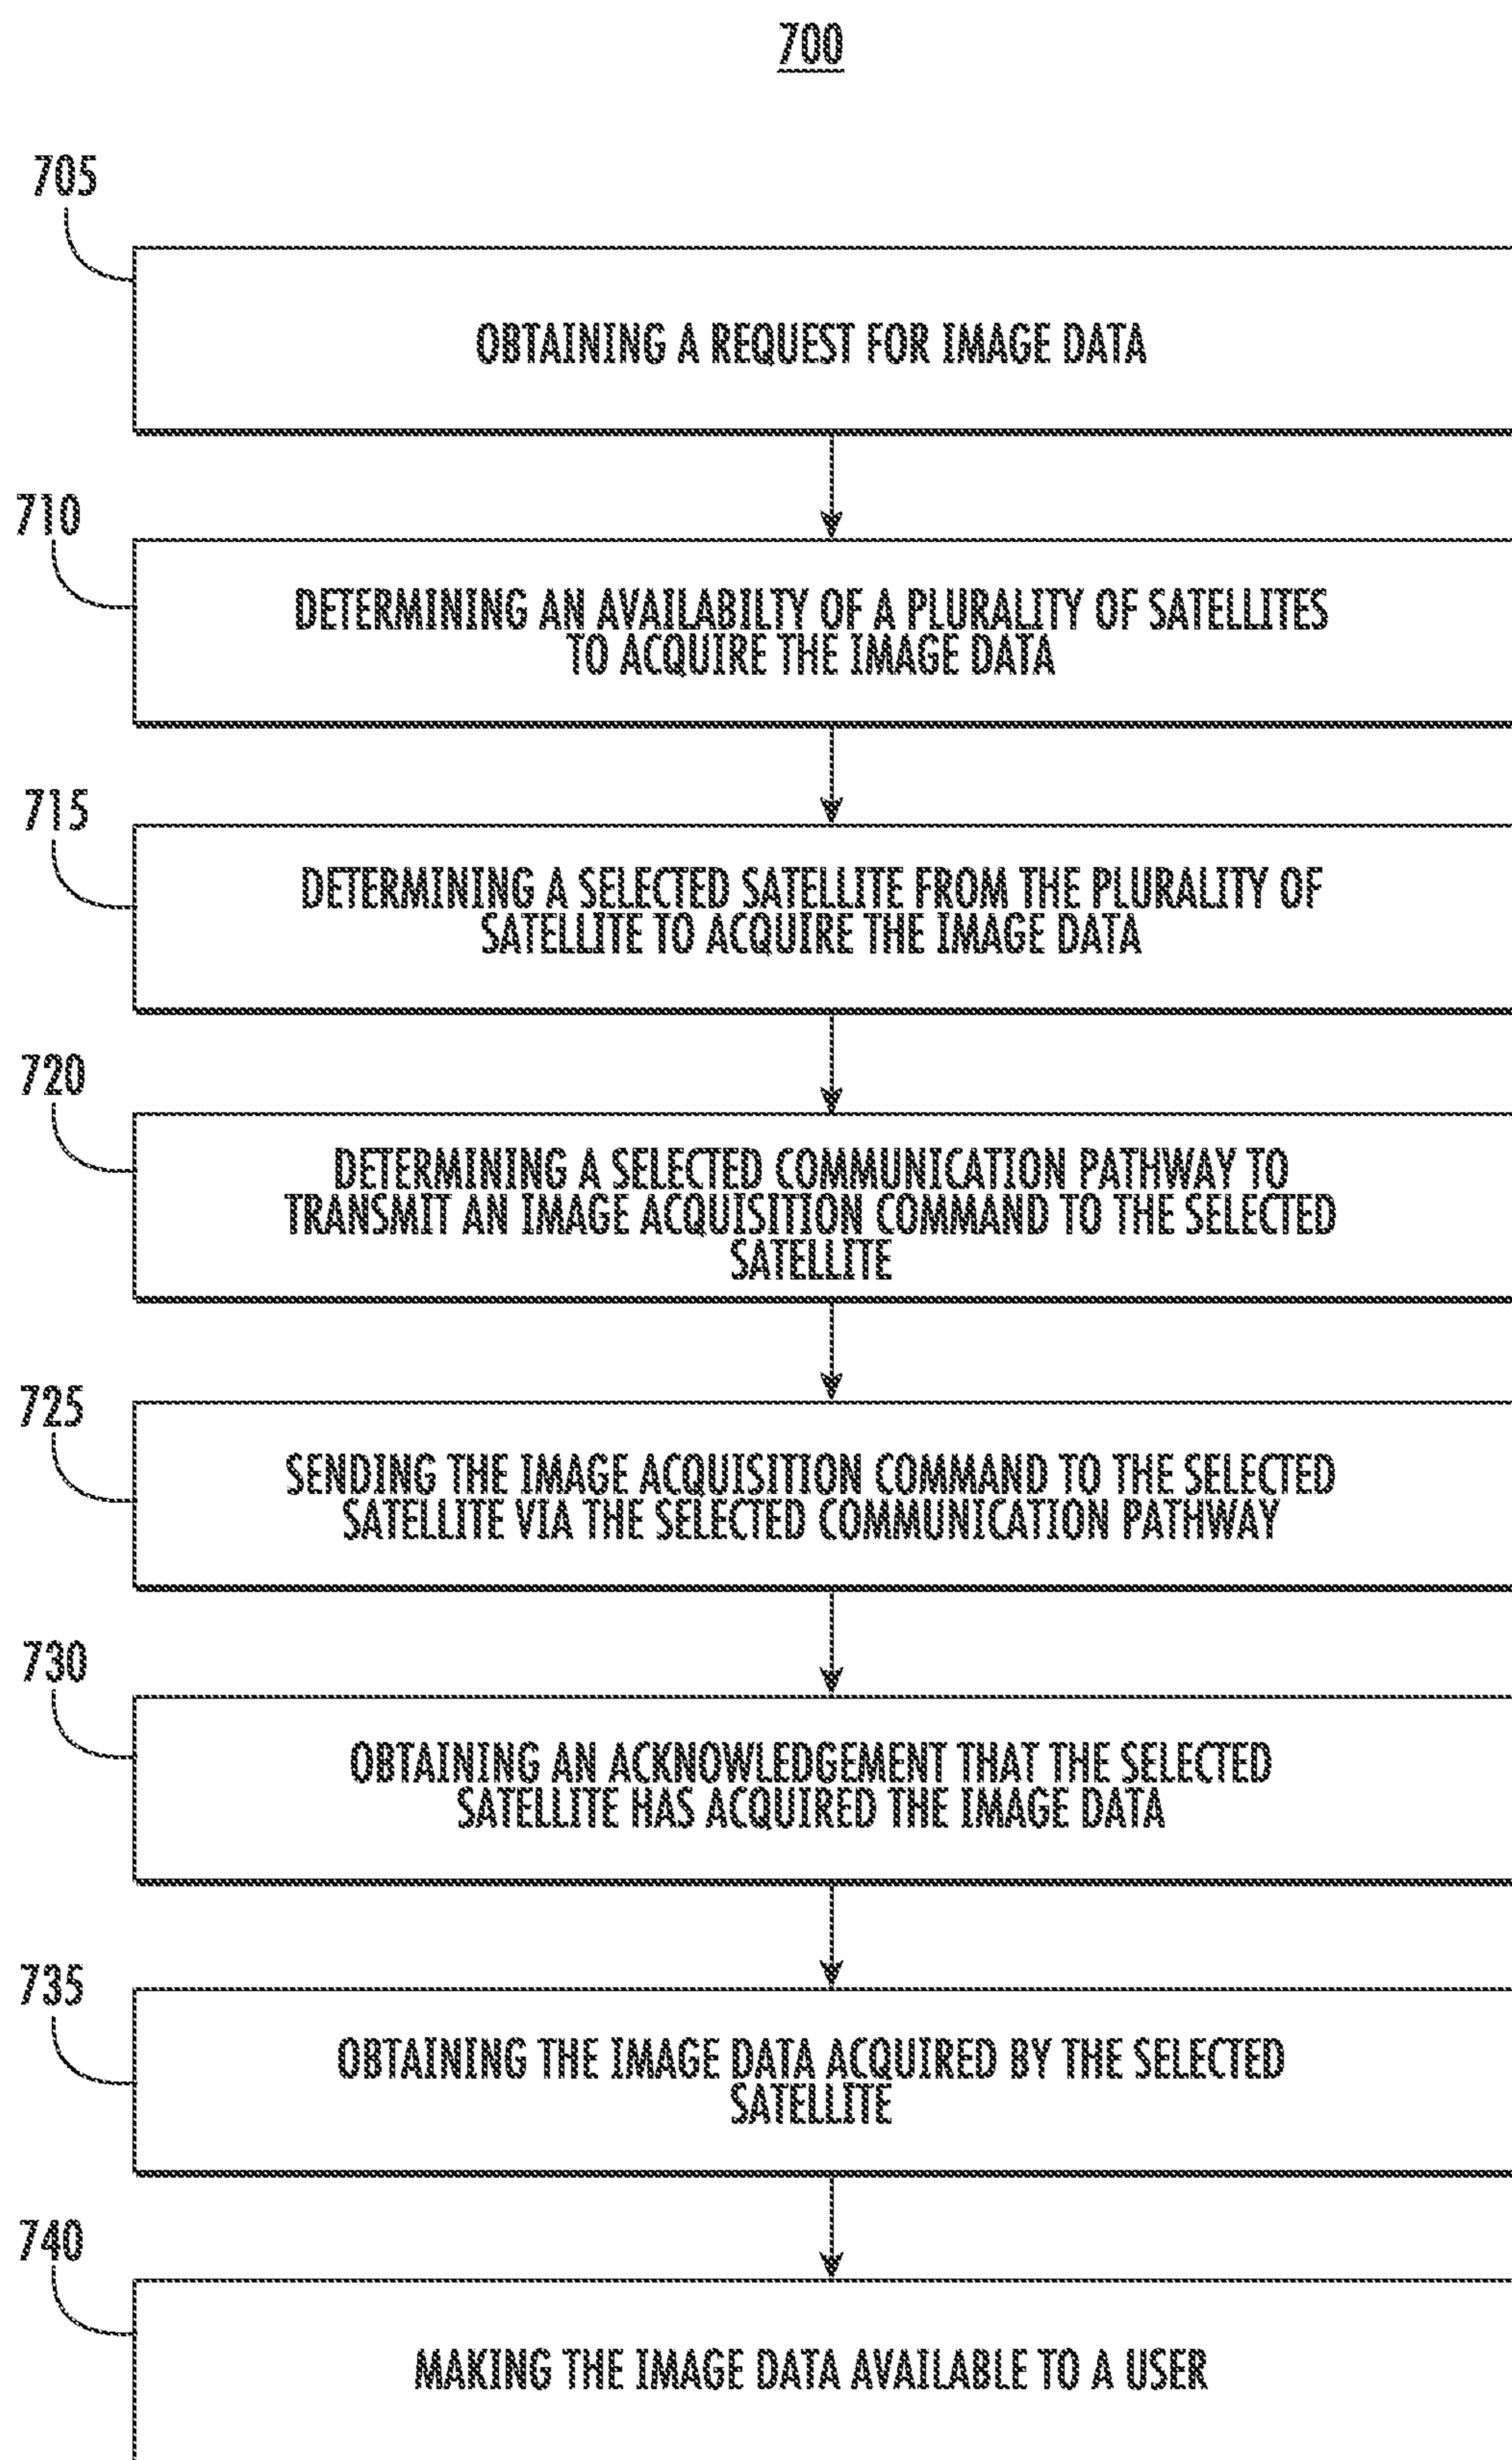 700
705
OBTAINING A REQUEST FOR IMAGE DATA
710
DETERMINING AN AVAILABILTY OF A PLURALITY OF SATELLITES
TO ACQUIRE THE IMAGE DATA
715
DETERMINING A SELECTED SATELLITE FROM THE PLURALITY OF
SATELLITE TO ACQUIRE THE IMAGE DATA
720
DETERMINING A SELECTED COMMUNICATION PATHWAY TO
TRANSMIT AN IMAGE ACQUISITION COMMAND TO THE SELECTED
SATELLITE
725
SENDING THE IMAGE ACQUISITION COMMAND TO THE SELECTED
SATELLITE VIA THE SELECTED COMMUNICATION PATHWAY
730
OBTAINING AN ACKNOWLEDGEMENT THAT THE SELECTED
SATELLITE HAS ACQUIRED THE IMAGE DATA
735
OBTAINING THE IMAGE DATA ACQUIRED BY THE SELECTED
SATELLITE
740
MAKING THE IMAGE DATA AVAILABLE TO A USER